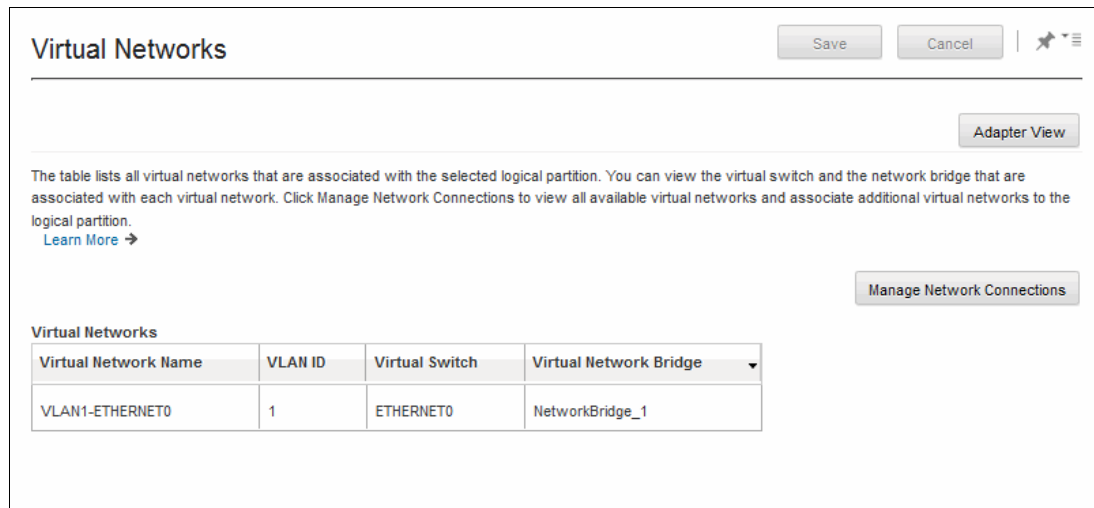 Virtual Networks
Save
Cancel
Adapter View
The table lists all virtual networks that are associated with the selected logical partition. You can view the virtual switch and the network bridge that are
associated with each virtual network. Click Manage Network Connections to view all available virtual networks and associate additional virtual networks to the
logical partition.
Learn More
Manage Network Connections
Virtual Networks
Virtual Network Name VLAN ID Virtual Switch Virtual Network Bridge
VLAN1-ETHERNET0 1 ETHERNET0 NetworkBridge_1